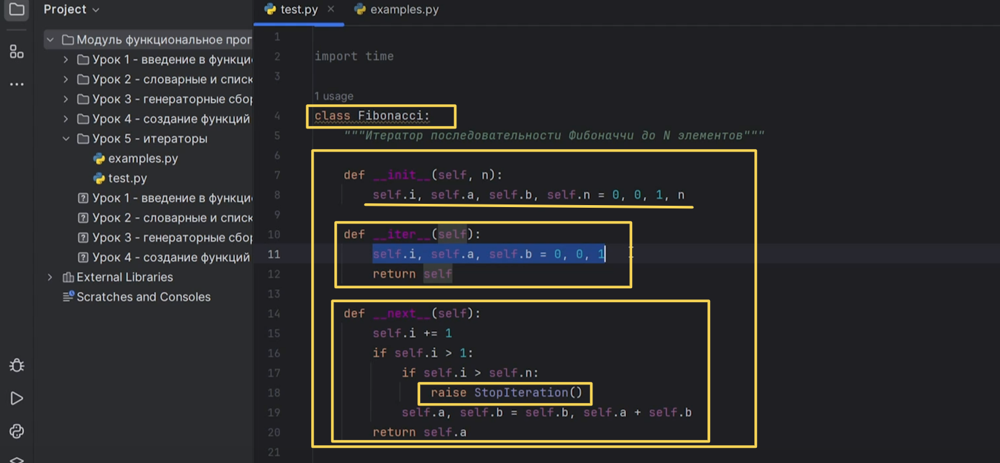 Project
Модуль функциональное прог
Урок 1 - введение в функци
Урок 2 - словарные и списк
Урок 3 - генераторные сбор
Урок 4 - создание функций
Урок 5 - итераторы
examples.py
test.py
Урок 1 - введение в функци
Урок 2 - словарные и списк
Урок 3 - генераторные сбор
Урок 4 - создание функций
External Libraries
Scratches and Consoles
test.py examples.py
1
2 import time
3
1 usage
4 class Fibonacci:
5 """Итератор последовательности Фибоначчи до N элементов"""
6
7 def __init__(self, n):
8 self.i, self.a, self.b, self.n = 0, 0, 1, n
9
10 def __iter__(self):
11 self.i, self.a, self.b = 0, 0, 1
12 return self
13
14 def __next__(self):
15 self.i += 1
16 if self.i > 1:
17 if self.i > self.n:
18 raise StopIteration()
19 self.a, self.b = self.b, self.a + self.b
20 return self.a
21